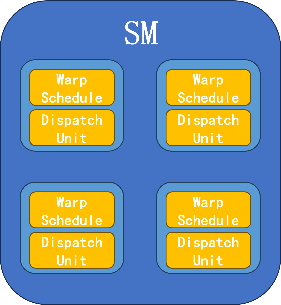 SM
Warp
Schedule
Dispatch
Unit
Warp
Schedule
Dispatch
Unit
Warp
Schedule
Dispatch
Unit
Warp
Schedule
Dispatch
Unit